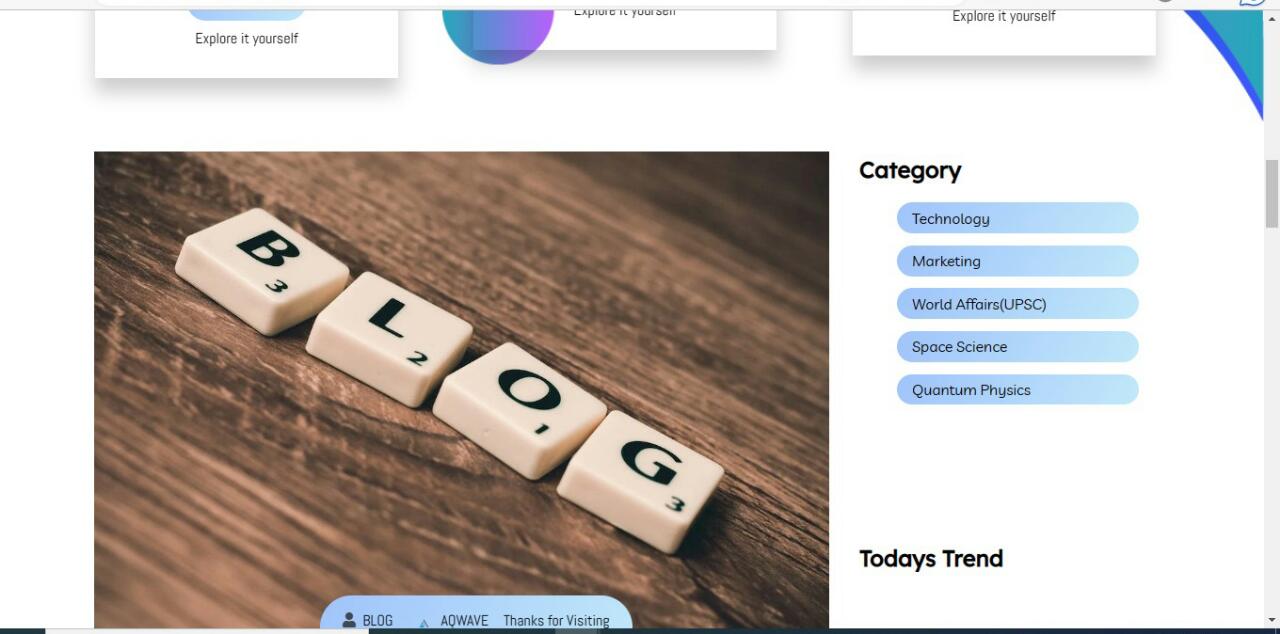 Explore it yourself
Explore it yourself
Explore it yourself
B
3
L
2
O
1
G
3
BLOG AQWAVE Thanks for Visiting
Category
Technology
Marketing
World Affairs(UPSC)
Space Science
Quantum Physics
Todays Trend